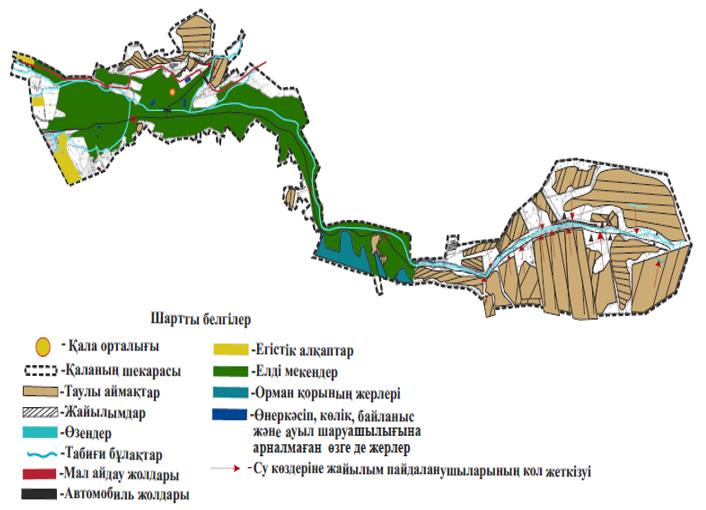 Шартты белгілер
- Қала орталығы
- Қаланың шекарасы
-Таулы аймақтар
-Жайылымдар
-Өзендер
-Табиғи бұлақтар
-Мал айдау жолдары
-Автомобиль жолдары
-Егістік алқаптар
-Елді мекендер
-Орман қорының жерлері
-Өнеркәсіп, көлік, байланыс
және ауыл шаруашылығына
арналмаған өзге де жерлер
-Су көздеріне жайылым пайдаланушыларының кол жеткізуі